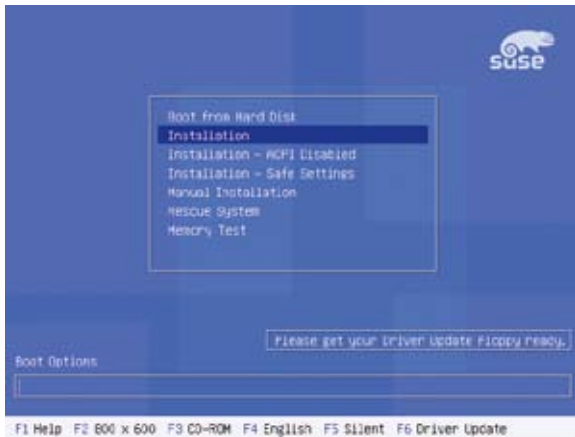 suse
Boot from Hard Disk
Installation
Installation - ACPI Disabled
Installation - Safe Settings
Manual Installation
Rescue System
Memory Test
Please get your Driver Update Floppy ready.
Boot Options
F1 Help F2 800 x 600 F3 CD-ROM F4 English F5 Silent F6 Driver Update